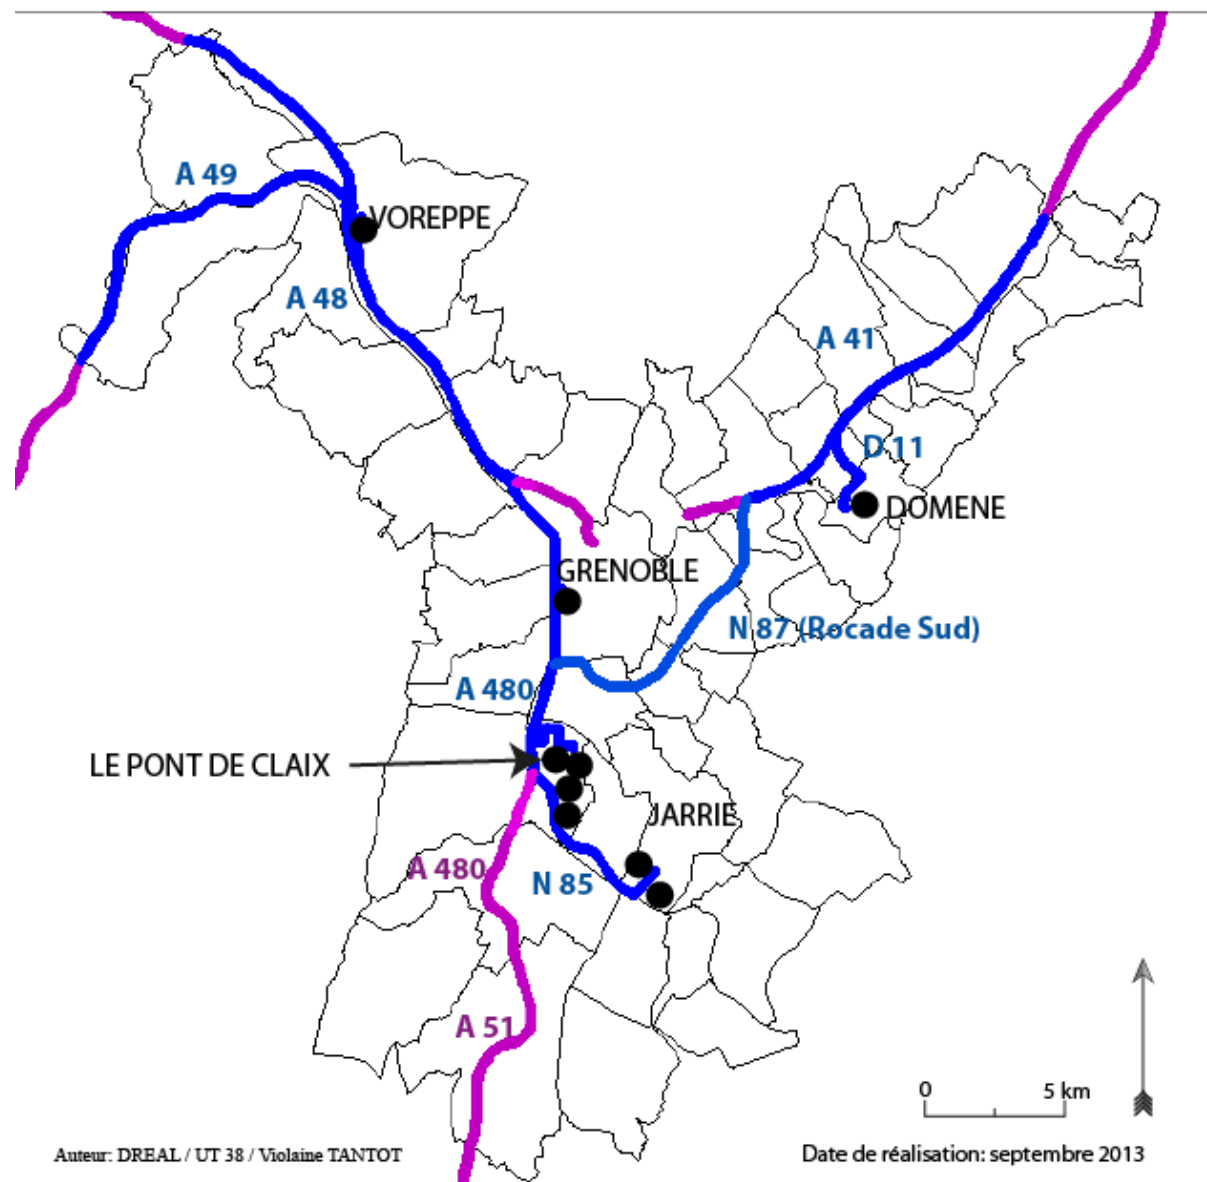 A 49
VOREPPE
A 48
A 41
D 11
DOMENE
GRENOBLE
N 87 (Rocade Sud)
A 480
LE PONT DE CLAIX
JARRIE
A 480
N 85
A 51
0 5 km
Auteur: DREAL / UT 38 / Violaine TANTOT
Date de réalisation: septembre 2013